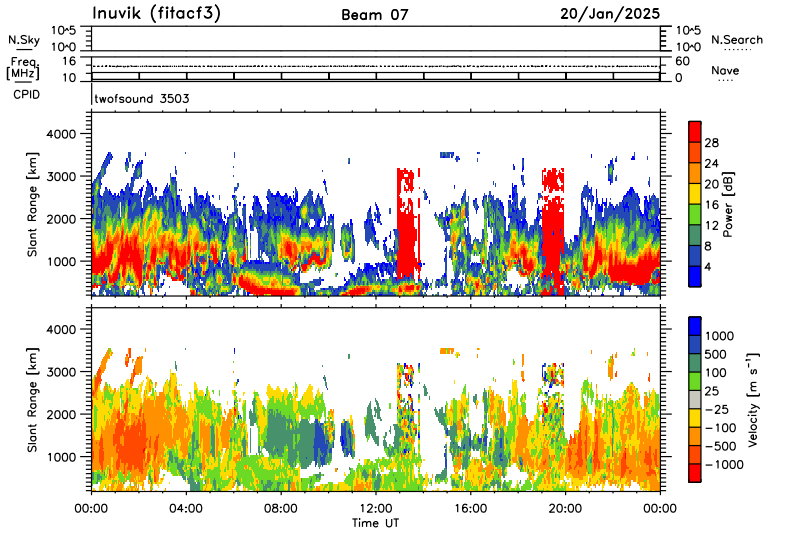 Inuvik (fitacf3) Beam 07 20/Jan/2025
N.Sky 10^5 10^0 10^5 10^0 N.Search
Freq. [MHz] 16 10 60 0 Nave
CPID twofsound 3503
Slant Range [km]
4000
3000
2000
1000
28
24
20
16
12
8
4
Power [dB]
Slant Range [km]
4000
3000
2000
1000
1000
500
100
25
−25
−100
−500
−1000
Velocity [m s⁻¹]
00:00 04:00 08:00 12:00 16:00 20:00 00:00
Time UT